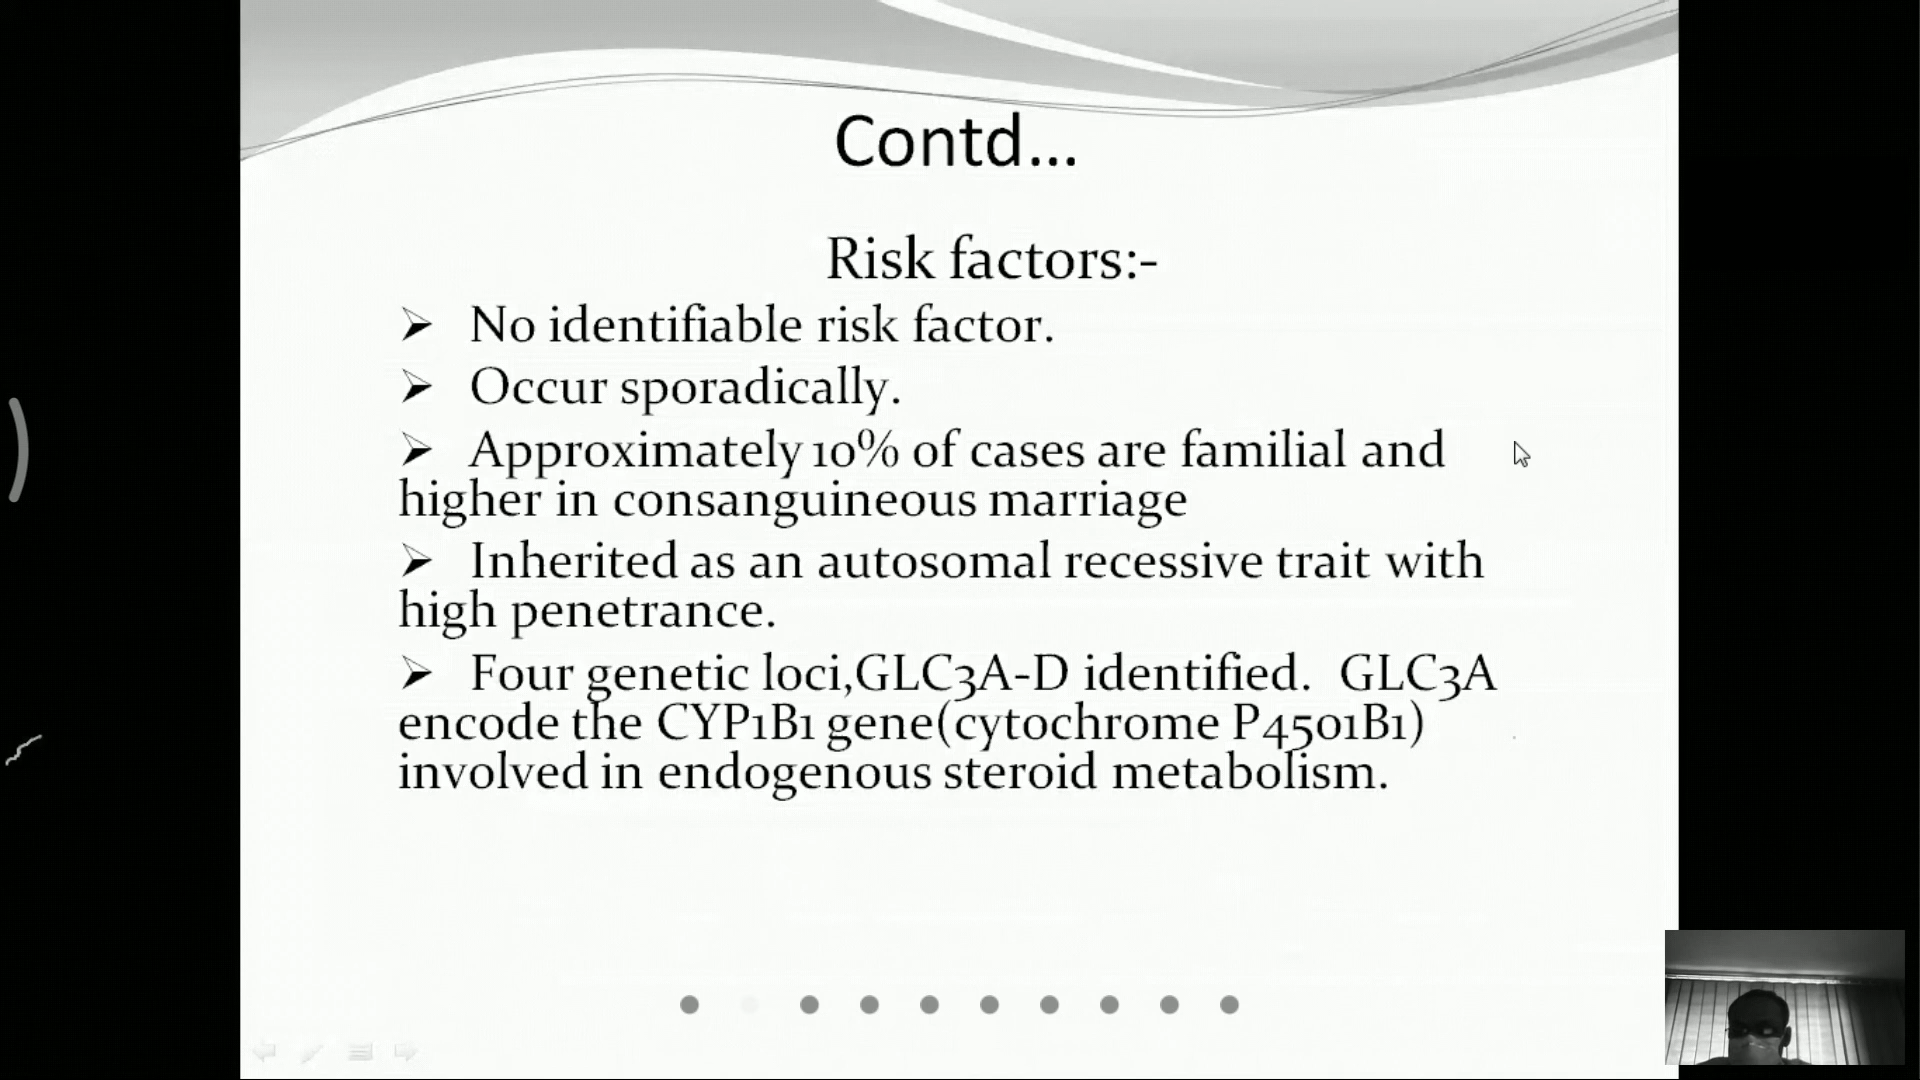 Contd...
Risk factors:-
➢ No identifiable risk factor.
➢ Occur sporadically.
➢ Approximately 10% of cases are familial and
higher in consanguineous marriage
➢ Inherited as an autosomal recessive trait with
high penetrance.
➢ Four genetic loci,GLC3A-D identified. GLC3A
encode the CYP1B1 gene(cytochrome P4501B1)
involved in endogenous steroid metabolism.